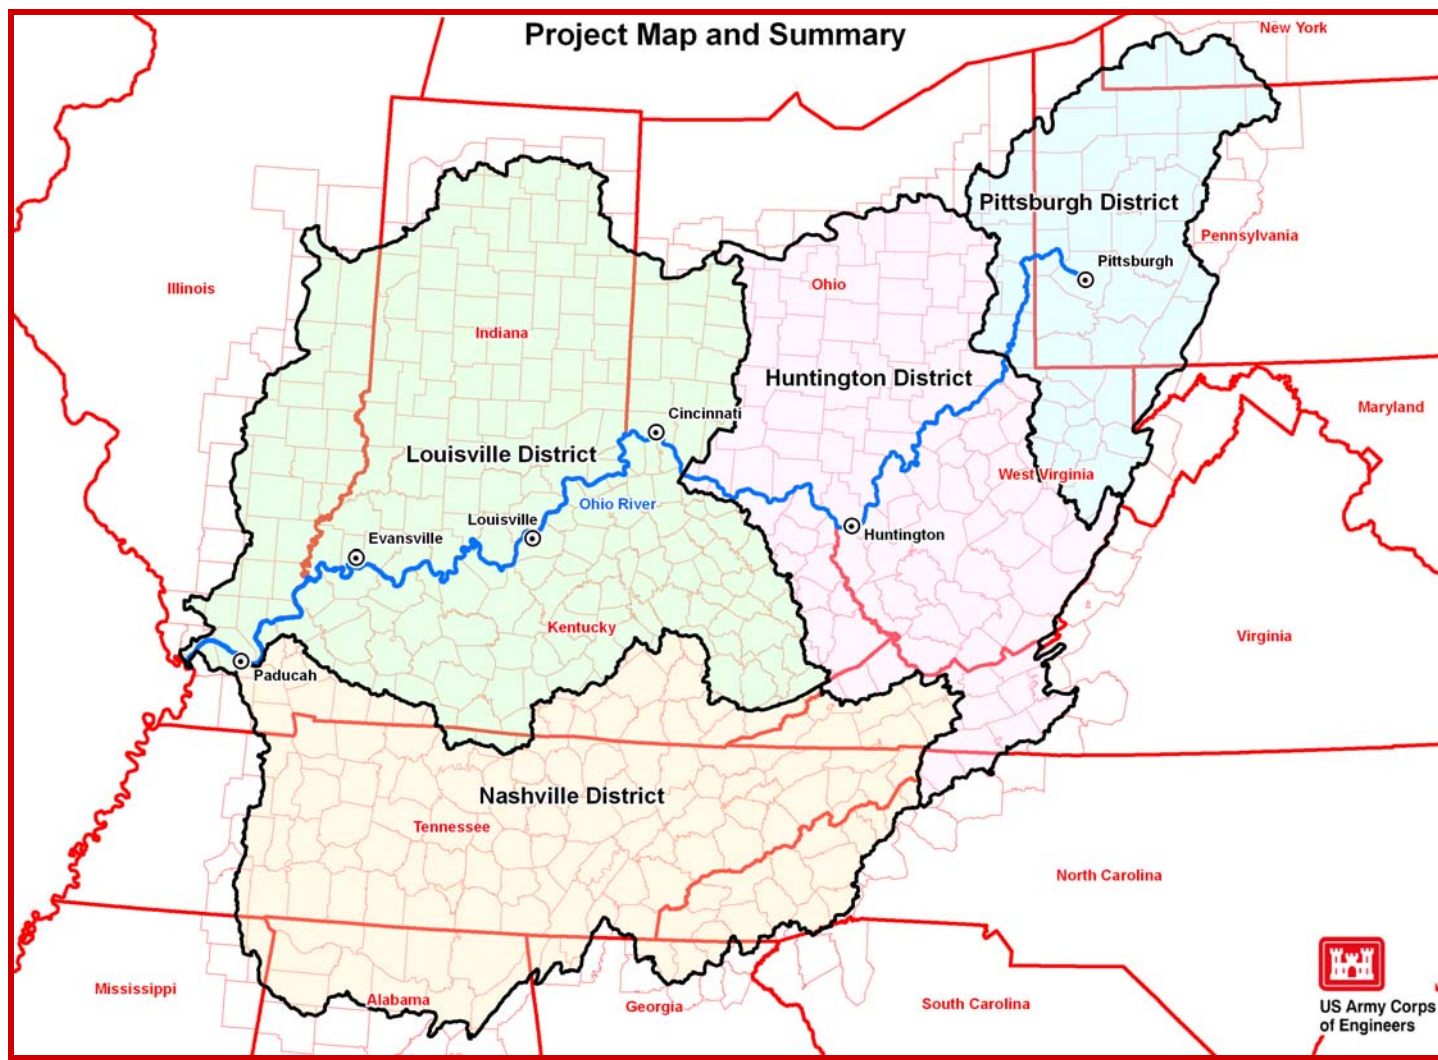 Project Map and Summary
New York
Pittsburgh District
Pennsylvania
Pittsburgh
Ohio
Illinois
Indiana
Huntington District
Maryland
Cincinnati
Louisville District
West Virginia
Ohio River
Louisville
Evansville
Huntington
Kentucky
Virginia
Paducah
Nashville District
Tennessee
North Carolina
Mississippi
Alabama
Georgia
South Carolina
US Army Corps
of Engineers